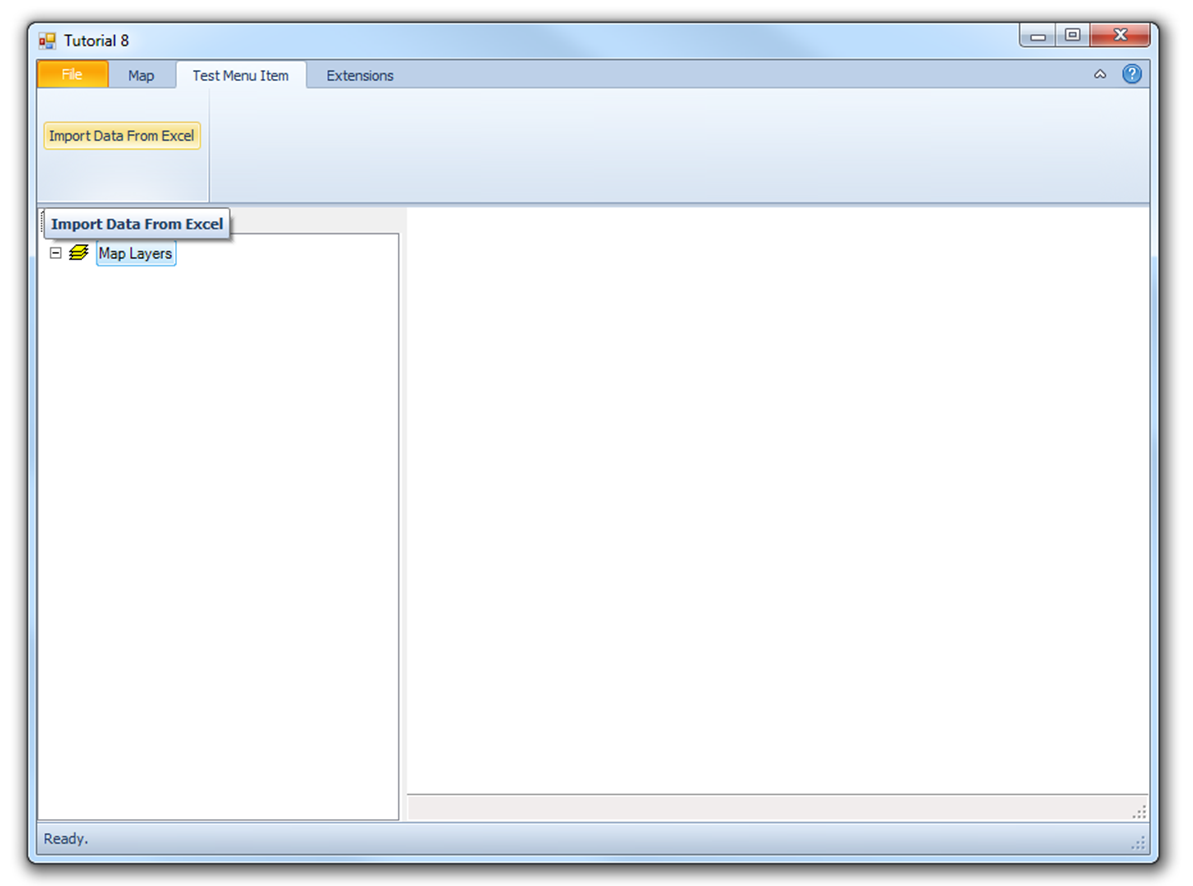 Tutorial 8
File Map Test Menu Item Extensions
Import Data From Excel
Import Data From Excel
Map Layers
Ready.